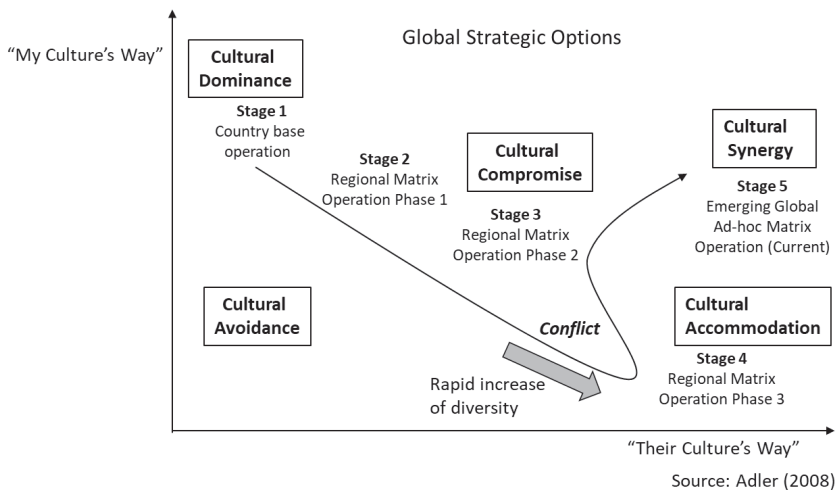 Global Strategic Options
“My Culture’s Way”
Cultural
Dominance
Stage 1
Country base
operation
Stage 2
Regional Matrix
Operation Phase 1
Cultural
Compromise
Stage 3
Regional Matrix
Operation Phase 2
Cultural
Synergy
Stage 5
Emerging Global
Ad-hoc Matrix
Operation (Current)
Cultural
Avoidance
Conflict
Rapid increase
of diversity
Cultural
Accommodation
Stage 4
Regional Matrix
Operation Phase 3
“Their Culture’s Way”
Source: Adler (2008)